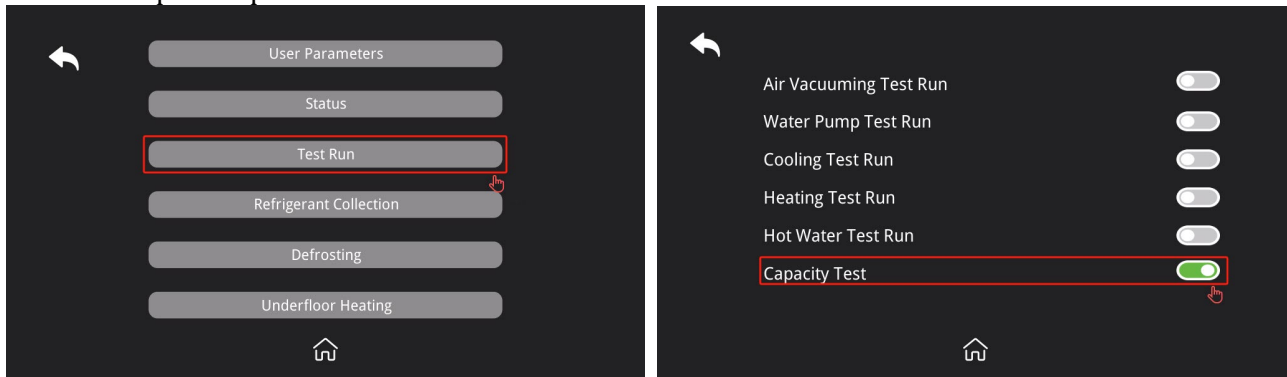 User Parameters
Status
Test Run
Refrigerant Collection
Defrosting
Underfloor Heating
Air Vacuuming Test Run
Water Pump Test Run
Cooling Test Run
Heating Test Run
Hot Water Test Run
Capacity Test